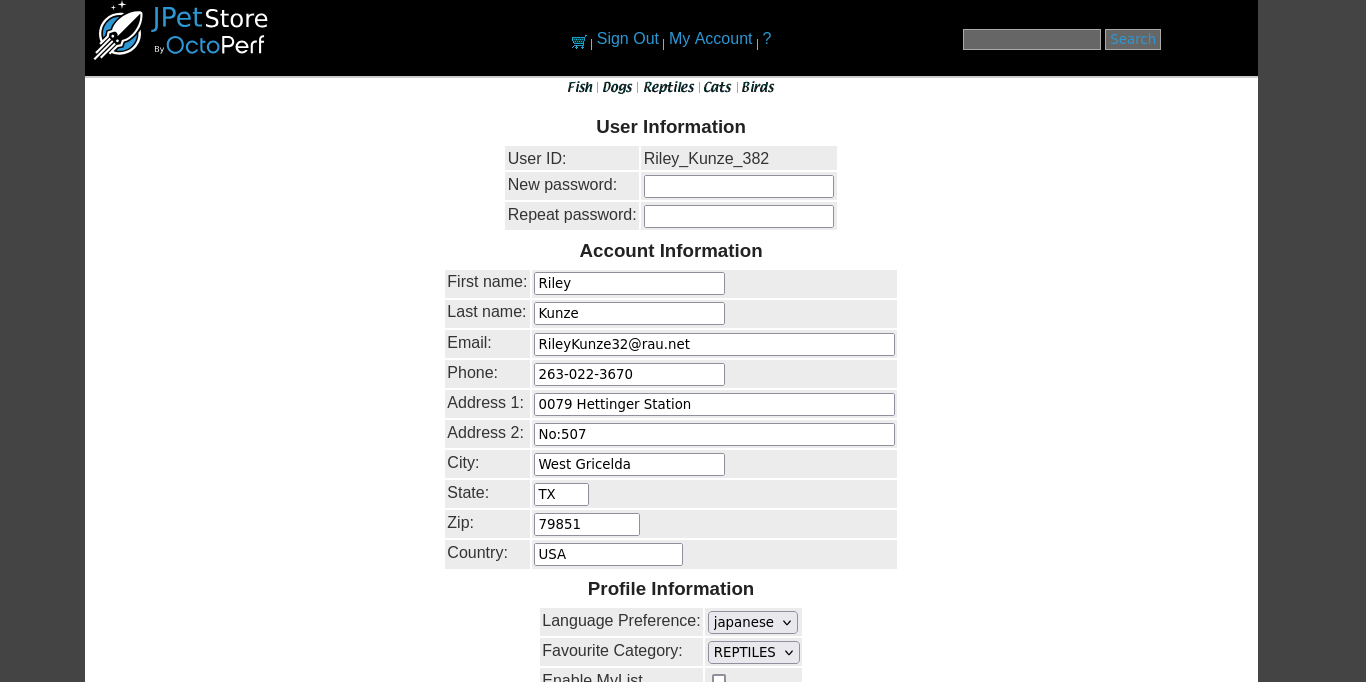 JPetStore
By OctoPerf
Sign Out | My Account | ?
Search
Fish | Dogs | Reptiles | Cats | Birds
User Information
User ID: Riley_Kunze_382
New password:
Repeat password:
Account Information
First name: Riley
Last name: Kunze
Email: RileyKunze32@rau.net
Phone: 263-022-3670
Address 1: 0079 Hettinger Station
Address 2: No:507
City: West Gricelda
State: TX
Zip: 79851
Country: USA
Profile Information
Language Preference: japanese
Favourite Category: REPTILES
Enable MyList